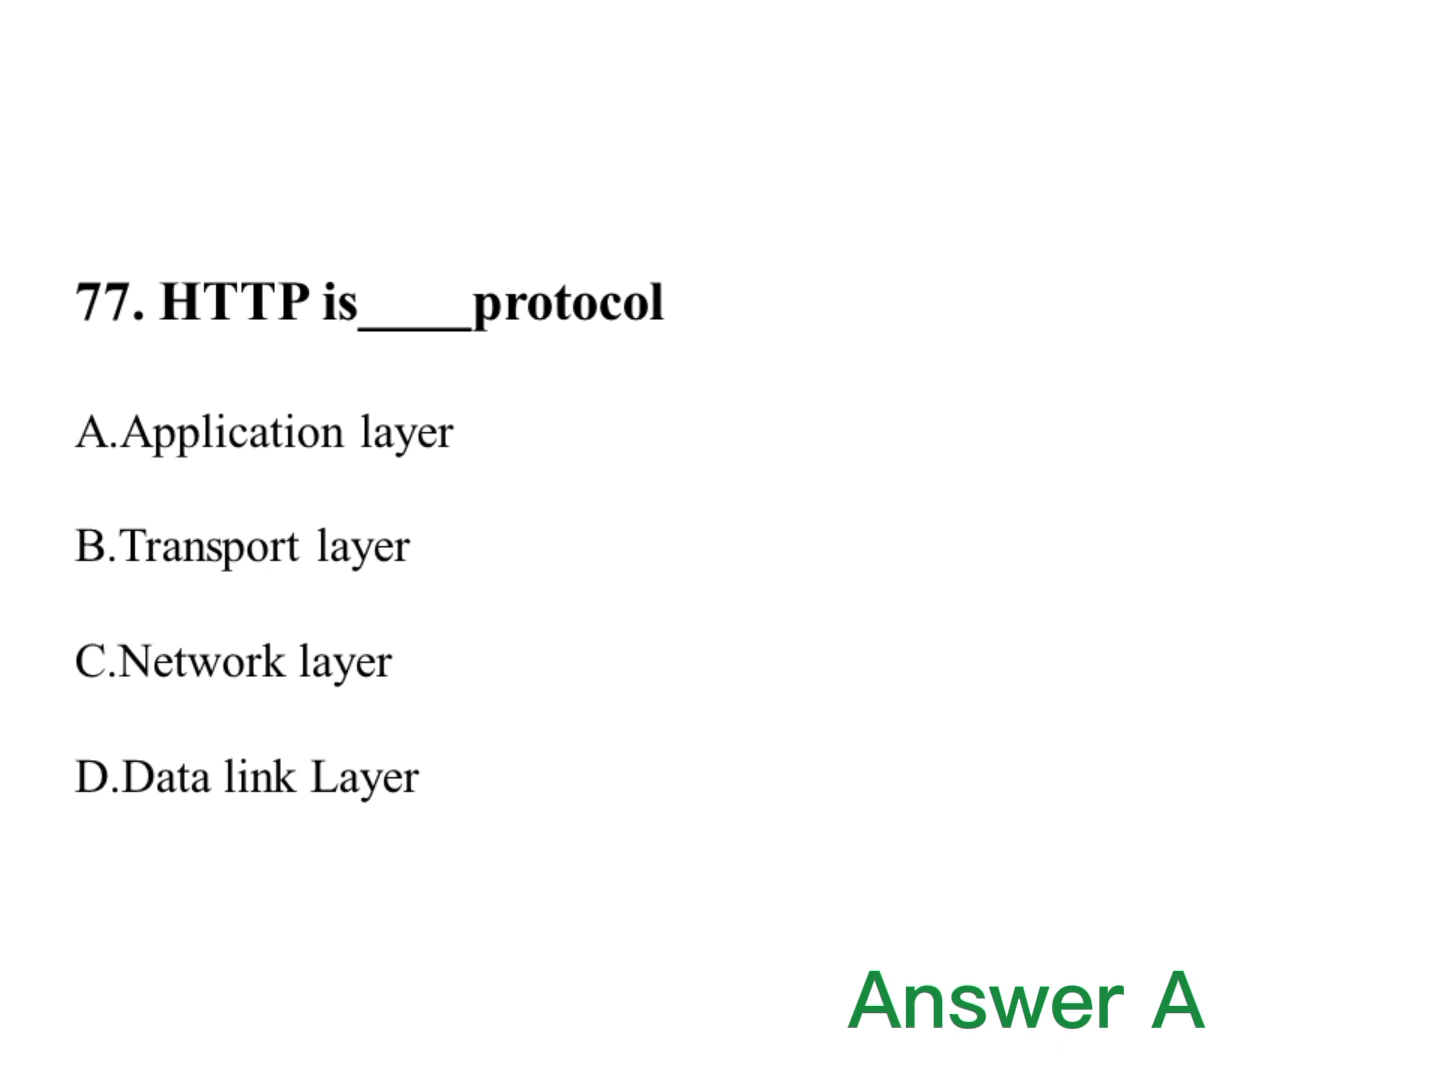 77. HTTP is____protocol
A.Application layer
B.Transport layer
C.Network layer
D.Data link Layer
Answer A